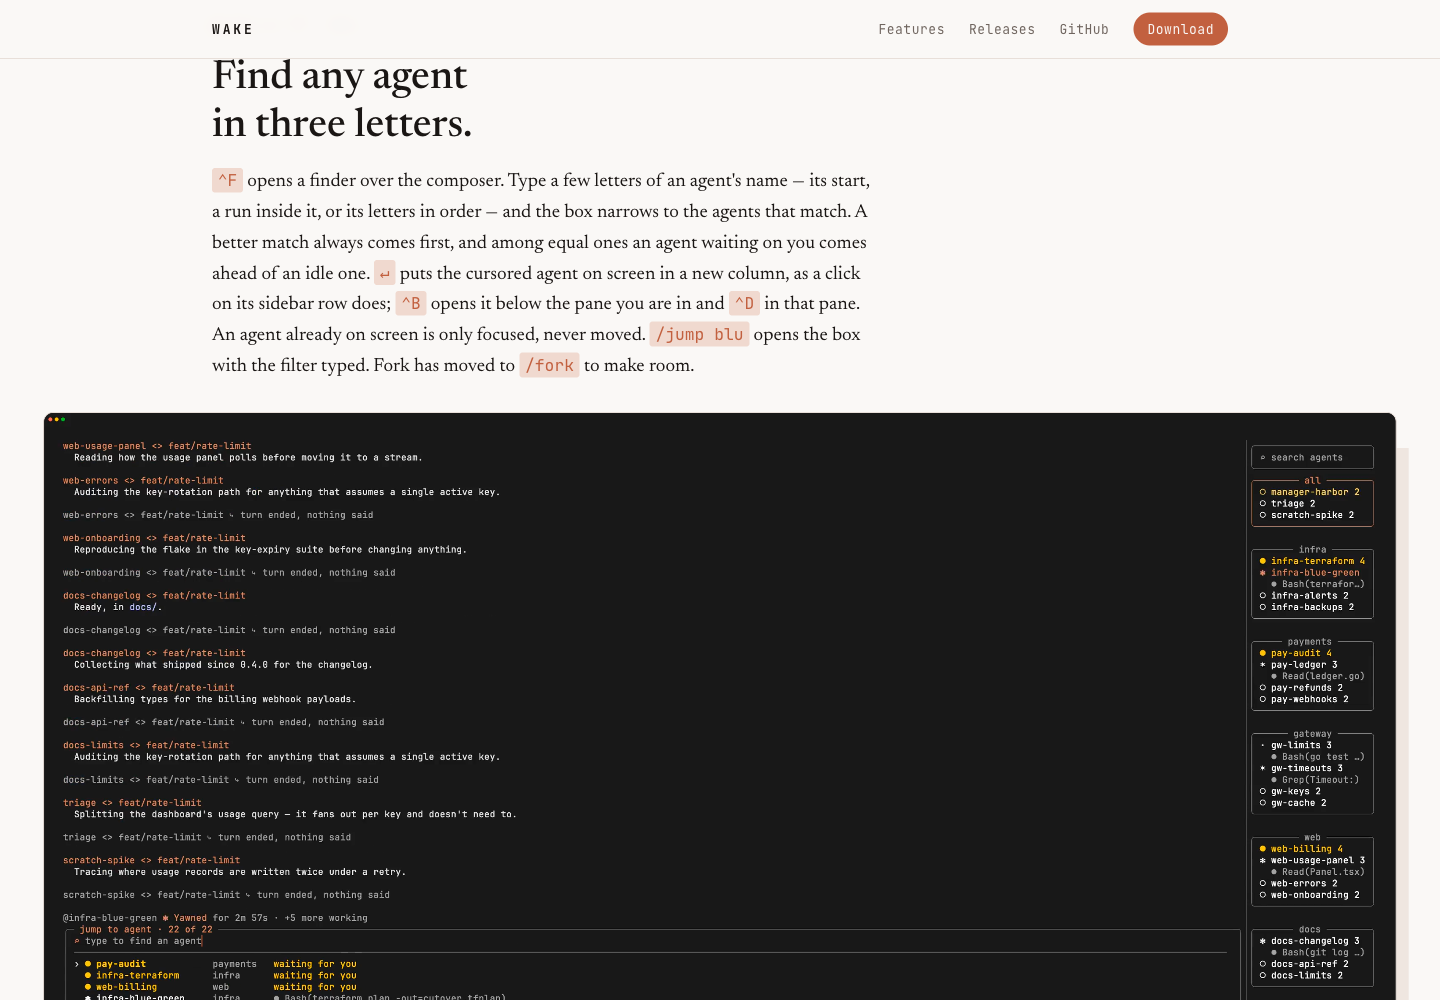 WAKE
Features
Releases
GitHub
Download
Find any agent
in three letters.
^F opens a finder over the composer. Type a few letters of an agent's name — its start,
a run inside it, or its letters in order — and the box narrows to the agents that match. A
better match always comes first, and among equal ones an agent waiting on you comes
ahead of an idle one. ↵ puts the cursored agent on screen in a new column, as a click
on its sidebar row does; ^B opens it below the pane you are in and ^D in that pane.
An agent already on screen is only focused, never moved. /jump blu opens the box
with the filter typed. Fork has moved to /fork to make room.
web-usage-panel <> feat/rate-limit
Reading how the usage panel polls before moving it to a stream.
web-errors <> feat/rate-limit
Auditing the key-rotation path for anything that assumes a single active key.
web-errors <> feat/rate-limit ⤷ turn ended, nothing said
web-onboarding <> feat/rate-limit
Reproducing the flake in the key-expiry suite before changing anything.
web-onboarding <> feat/rate-limit ⤷ turn ended, nothing said
docs-changelog <> feat/rate-limit
Ready, in docs/.
docs-changelog <> feat/rate-limit ⤷ turn ended, nothing said
docs-changelog <> feat/rate-limit
Collecting what shipped since 0.4.0 for the changelog.
docs-api-ref <> feat/rate-limit
Backfilling types for the billing webhook payloads.
docs-api-ref <> feat/rate-limit ⤷ turn ended, nothing said
docs-limits <> feat/rate-limit
Auditing the key-rotation path for anything that assumes a single active key.
docs-limits <> feat/rate-limit ⤷ turn ended, nothing said
triage <> feat/rate-limit
Splitting the dashboard's usage query — it fans out per key and doesn't need to.
triage <> feat/rate-limit ⤷ turn ended, nothing said
scratch-spike <> feat/rate-limit
Tracing where usage records are written twice under a retry.
scratch-spike <> feat/rate-limit ⤷ turn ended, nothing said
@infra-blue-green ✱ Yawned for 2m 57s · +5 more working
jump to agent · 22 of 22
⌕ type to find an agent
› ● pay-audit payments waiting for you
● infra-terraform infra waiting for you
● web-billing web waiting for you
✱ infra-blue-green infra ● Bash(terraform plan -out=cutover.tfplan)
⌕ search agents
all
○ manager-harbor 2
○ triage 2
○ scratch-spike 2
infra
● infra-terraform 4
✱ infra-blue-green
● Bash(terrafor…)
○ infra-alerts 2
○ infra-backups 2
payments
● pay-audit 4
✶ pay-ledger 3
● Read(ledger.go)
○ pay-refunds 2
○ pay-webhooks 2
gateway
· gw-limits 3
● Bash(go test …)
✶ gw-timeouts 3
● Grep(Timeout:)
○ gw-keys 2
○ gw-cache 2
web
● web-billing 4
✱ web-usage-panel 3
● Read(Panel.tsx)
○ web-errors 2
○ web-onboarding 2
docs
✱ docs-changelog 3
● Bash(git log …)
○ docs-api-ref 2
○ docs-limits 2